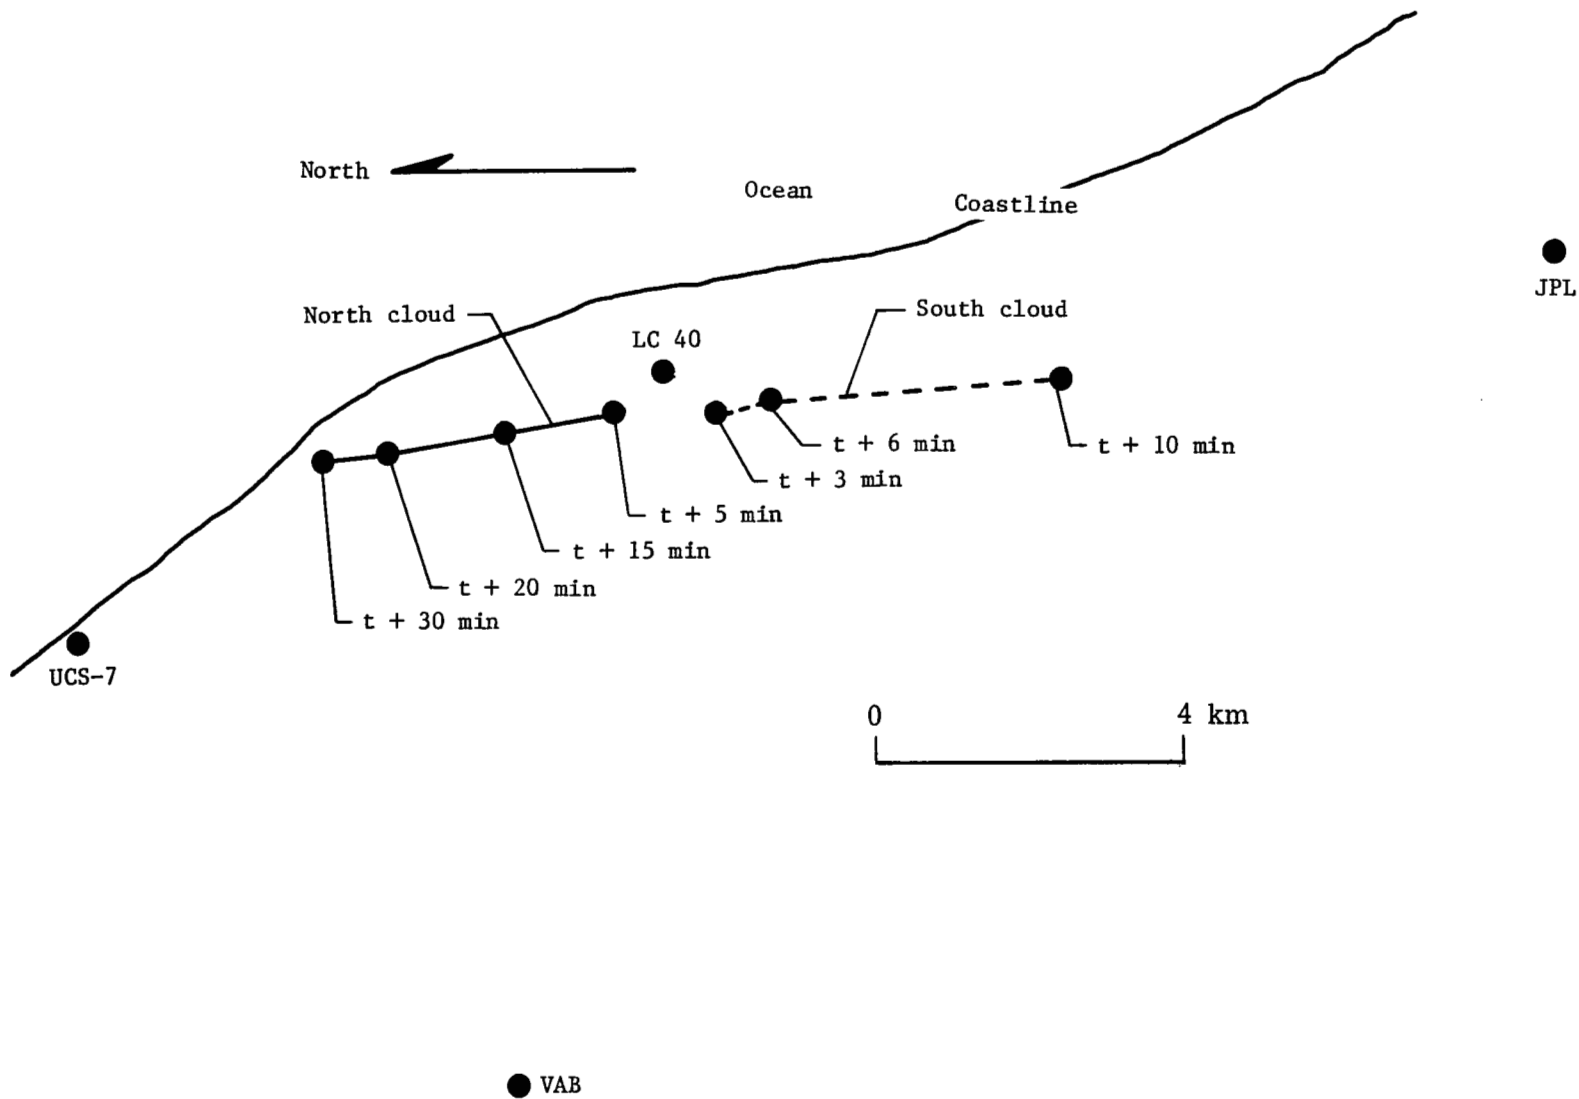 North
Ocean
Coastline
JPL
North cloud
South cloud
LC 40
t + 6 min
t + 10 min
t + 3 min
t + 5 min
t + 15 min
t + 20 min
t + 30 min
UCS-7
0 4 km
VAB